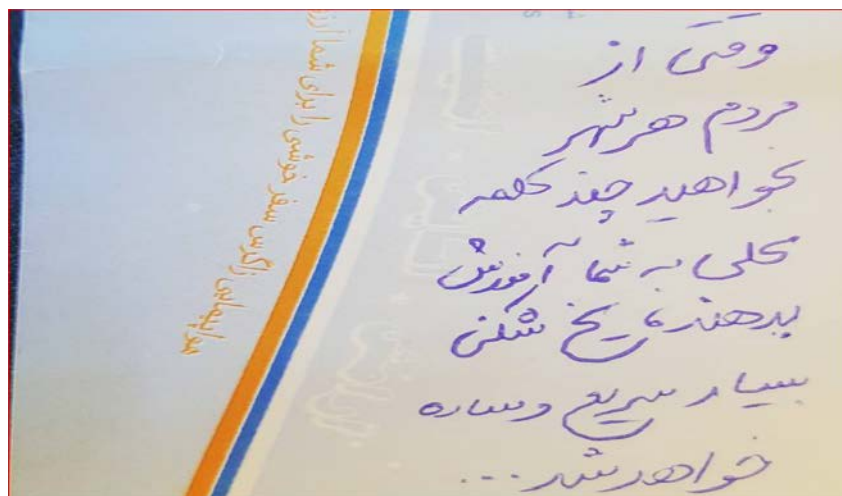 وقتی از
مردم هر شهر
بخواهید چند کلمه
محلی به شما آموزش
بدهند، یخ شکنی
بسیار سریع و ساده
خواهد شد...
هواپیمایی زاگرس سفر خوشی را برای شما آرزو